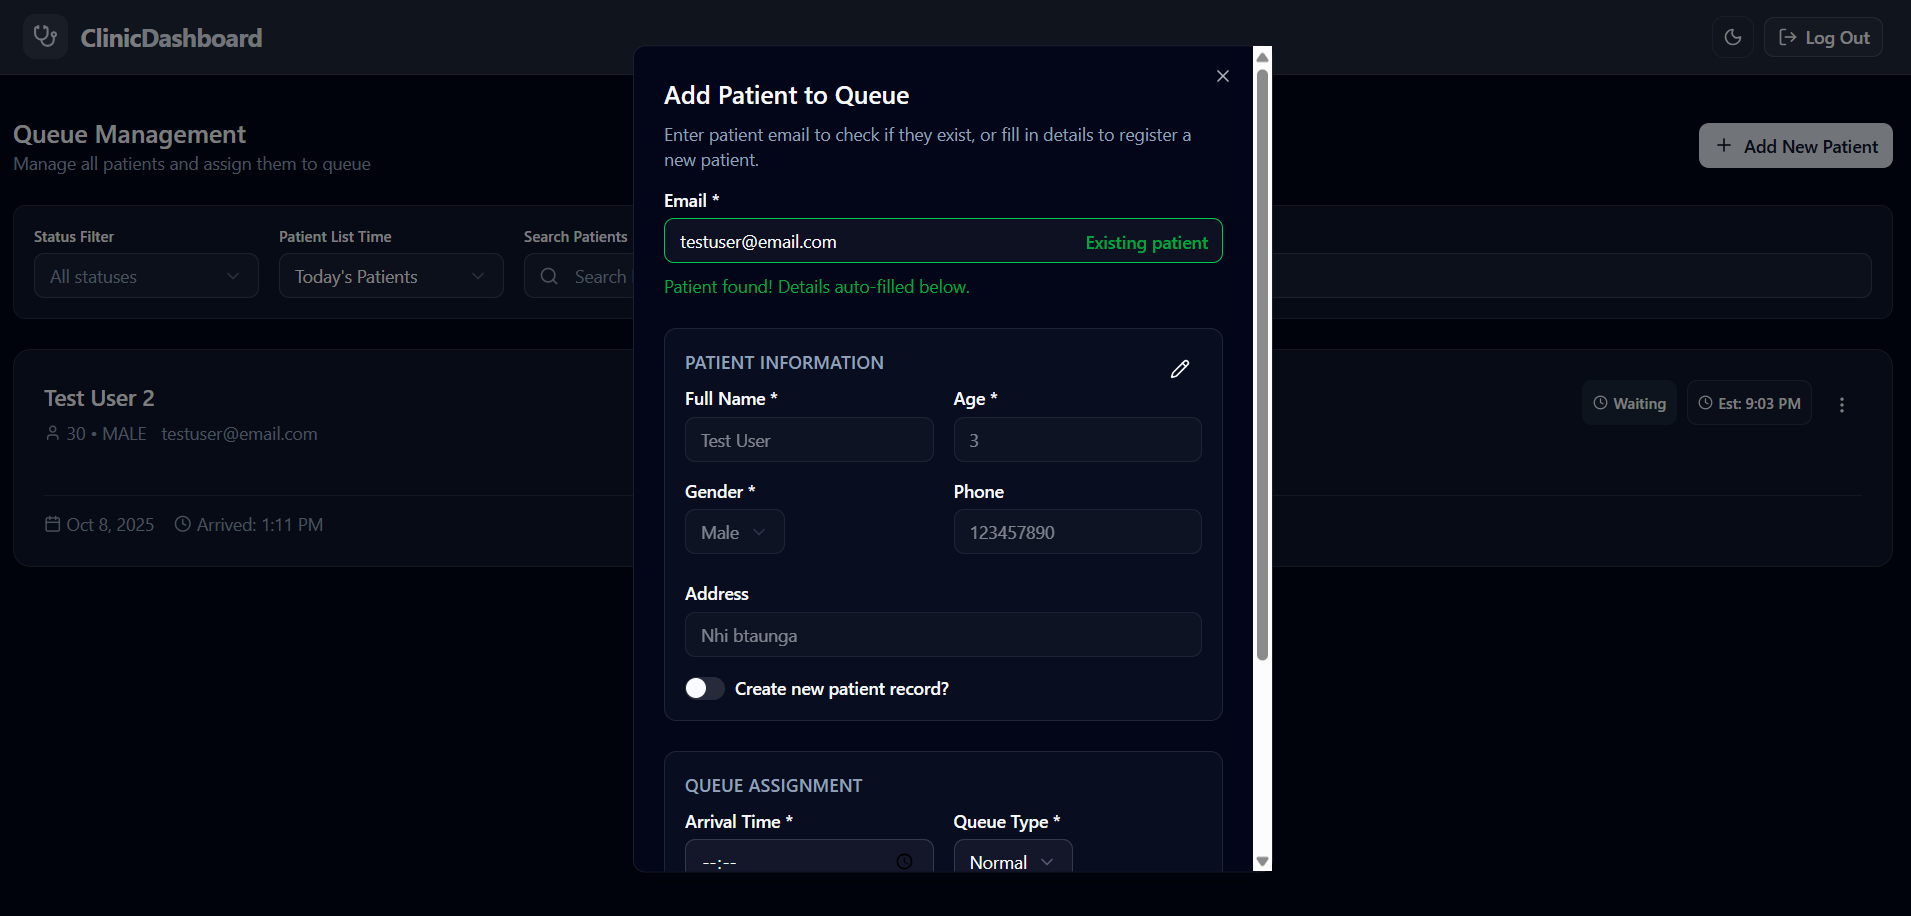 ClinicDashboard
Log Out
Queue Management
Manage all patients and assign them to queue
Add New Patient
Status Filter
All statuses
Patient List Time
Today's Patients
Search Patients
Search
Test User 2
30 • MALE testuser@email.com
Waiting
Est: 9:03 PM
Oct 8, 2025
Arrived: 1:11 PM
Add Patient to Queue
Enter patient email to check if they exist, or fill in details to register a
new patient.
Email *
testuser@email.com
Existing patient
Patient found! Details auto-filled below.
PATIENT INFORMATION
Full Name *
Test User
Age *
3
Gender *
Male
Phone
123457890
Address
Nhi btaunga
Create new patient record?
QUEUE ASSIGNMENT
Arrival Time *
--:--
Queue Type *
Normal